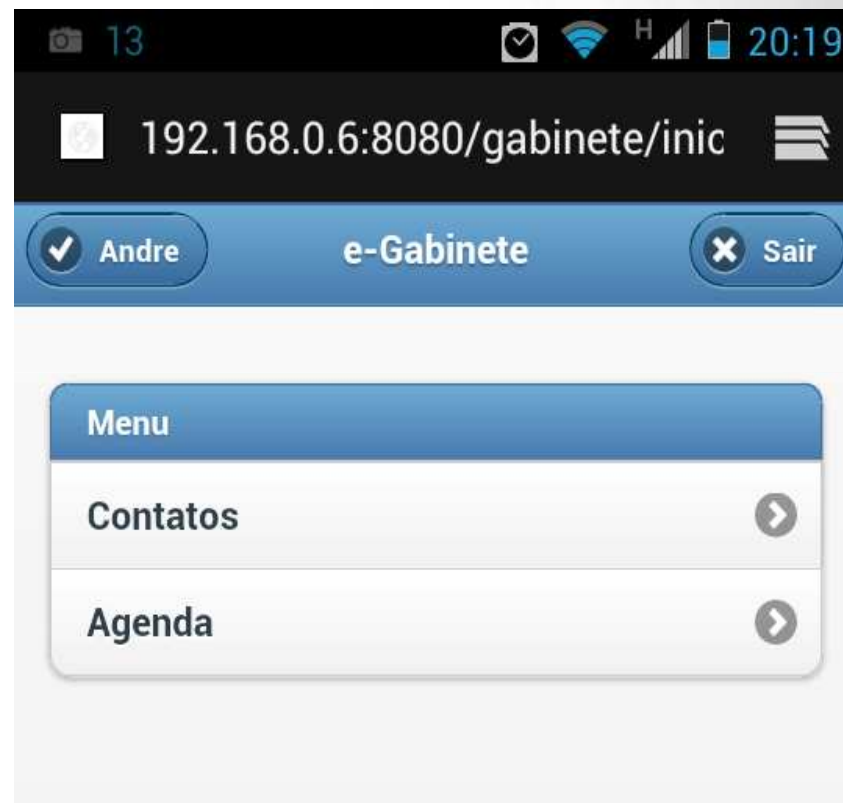 13 H 20:19
192.168.0.6:8080/gabinete/inic
Andre e-Gabinete Sair
Menu
Contatos
Agenda